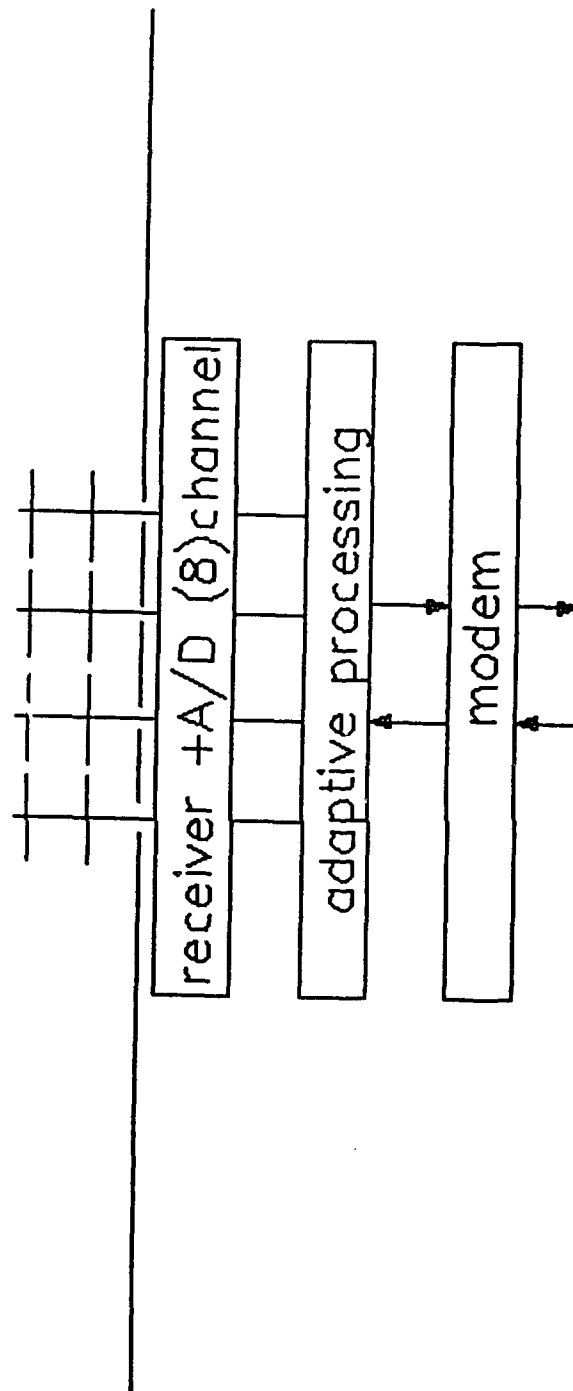 receiver +A/D (8)channel
adaptive processing
modem